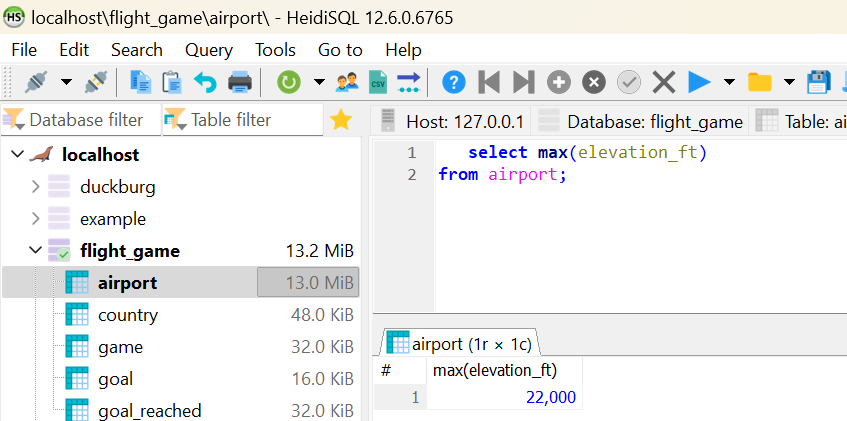 HS localhost\flight_game\airport\ - HeidiSQL 12.6.0.6765
File Edit Search Query Tools Go to Help
Database filter Table filter Host: 127.0.0.1 Database: flight_game Table: ai
localhost
duckburg
example
flight_game 13.2 MiB
airport 13.0 MiB
country 48.0 KiB
game 32.0 KiB
goal 16.0 KiB
goal_reached 32.0 KiB
1 select max(elevation_ft)
2 from airport;
airport (1r × 1c)
# max(elevation_ft)
1 22,000